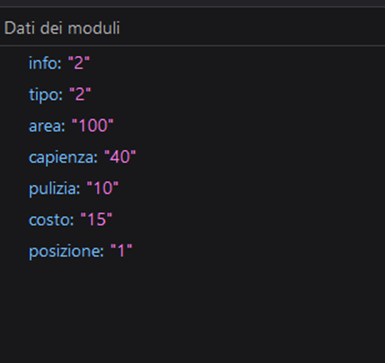 Dati dei moduli
info: "2"
tipo: "2"
area: "100"
capienza: "40"
pulizia: "10"
costo: "15"
posizione: "1"